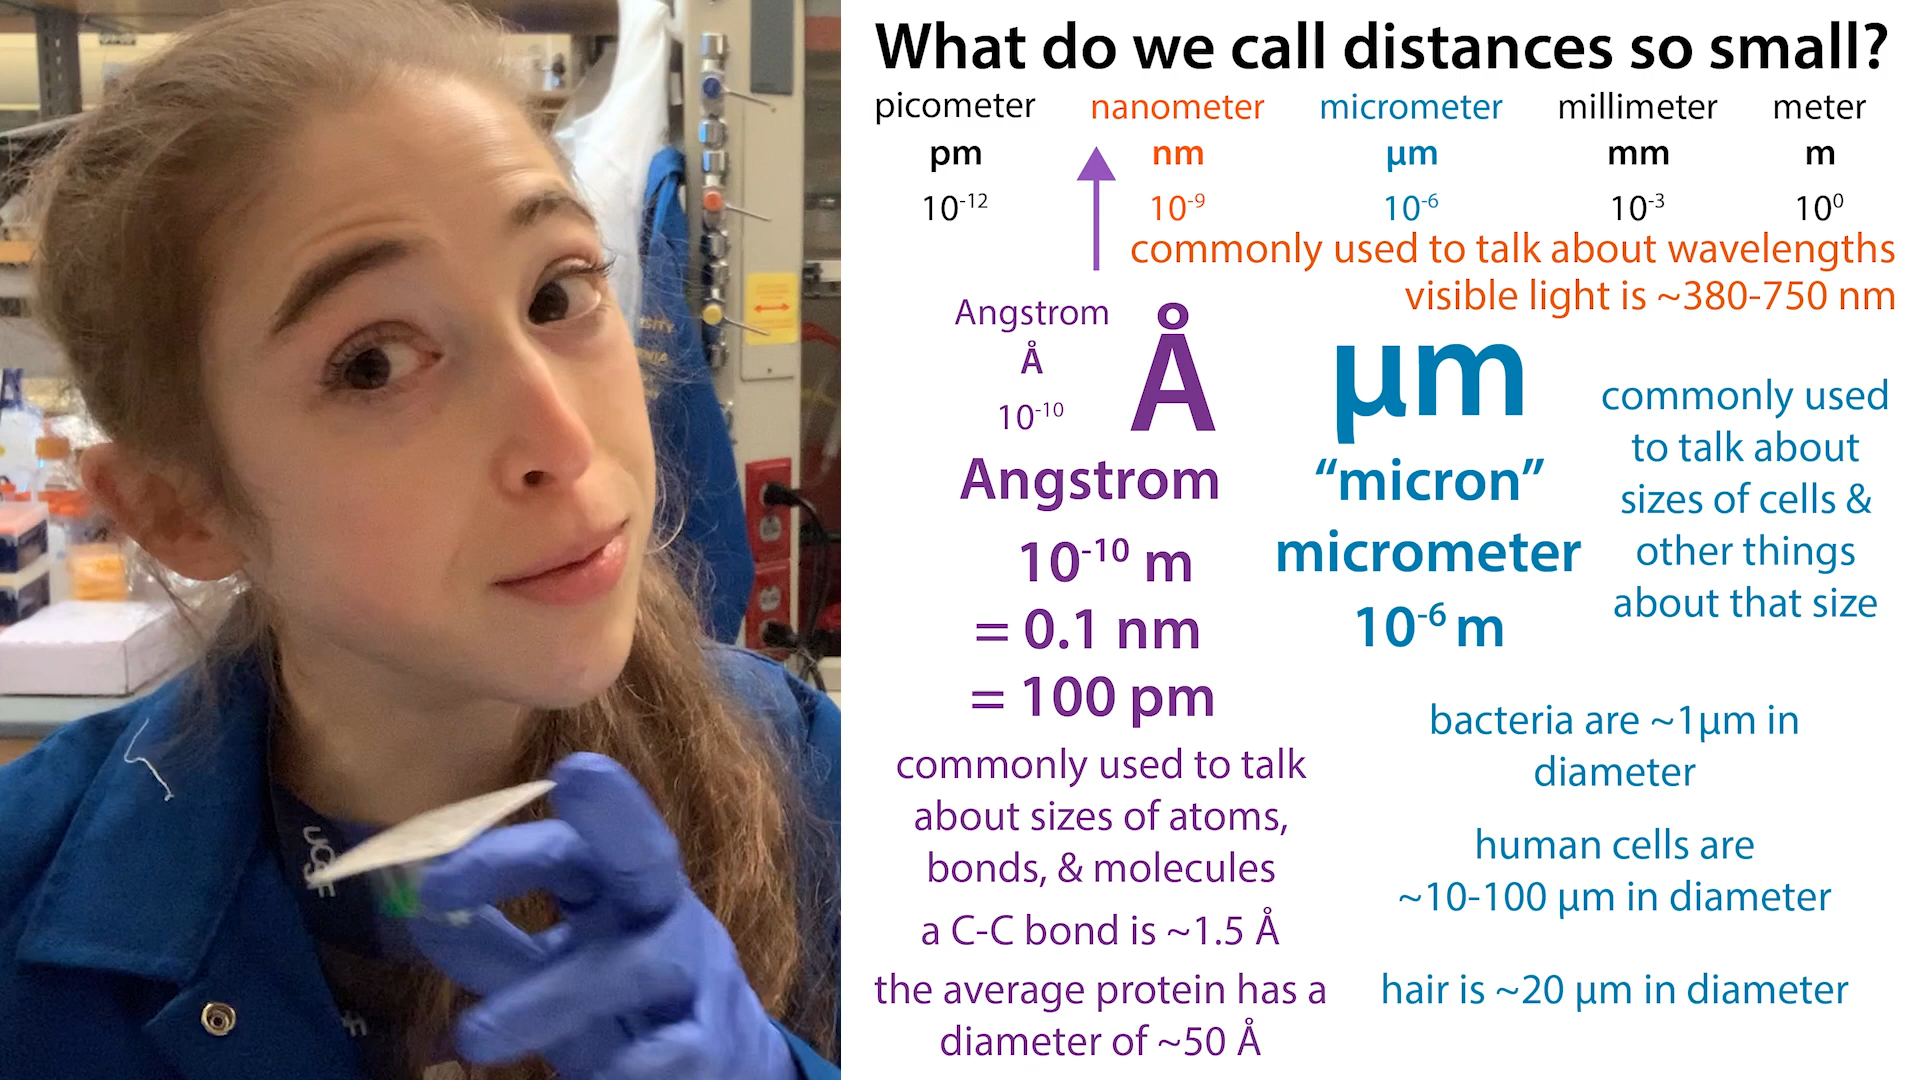 What do we call distances so small?
picometer nanometer micrometer millimeter meter
pm nm µm mm m
10⁻¹² 10⁻⁹ 10⁻⁶ 10⁻³ 10⁰
commonly used to talk about wavelengths
visible light is ~380-750 nm
Angstrom
Å
10⁻¹⁰
Å
Angstrom
10⁻¹⁰ m
= 0.1 nm
= 100 pm
commonly used to talk
about sizes of atoms,
bonds, & molecules
a C-C bond is ~1.5 Å
the average protein has a
diameter of ~50 Å
µm
“micron”
micrometer
10⁻⁶ m
commonly used
to talk about
sizes of cells &
other things
about that size
bacteria are ~1µm in
diameter
human cells are
~10-100 µm in diameter
hair is ~20 µm in diameter
UCSF